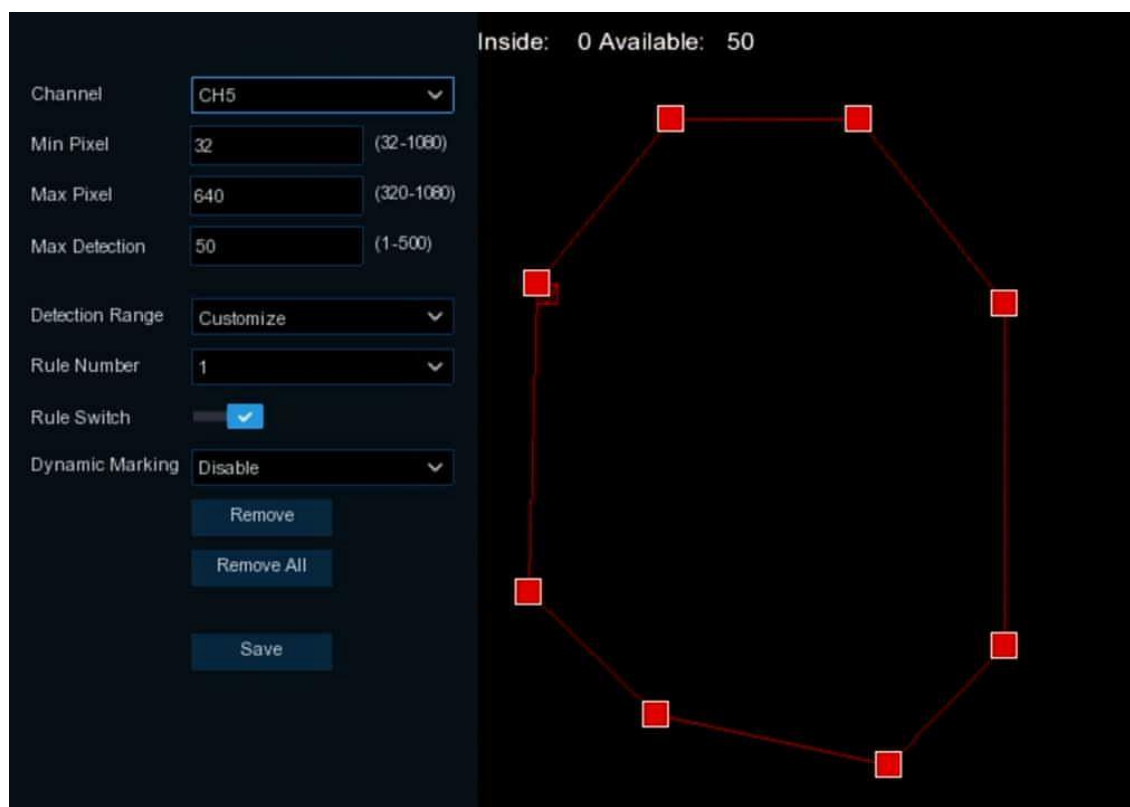 Inside: 0 Available: 50
Channel CH5
Min Pixel 32 (32-1080)
Max Pixel 640 (320-1080)
Max Detection 50 (1-500)
Detection Range Customize
Rule Number 1
Rule Switch
Dynamic Marking Disable
Remove
Remove All
Save